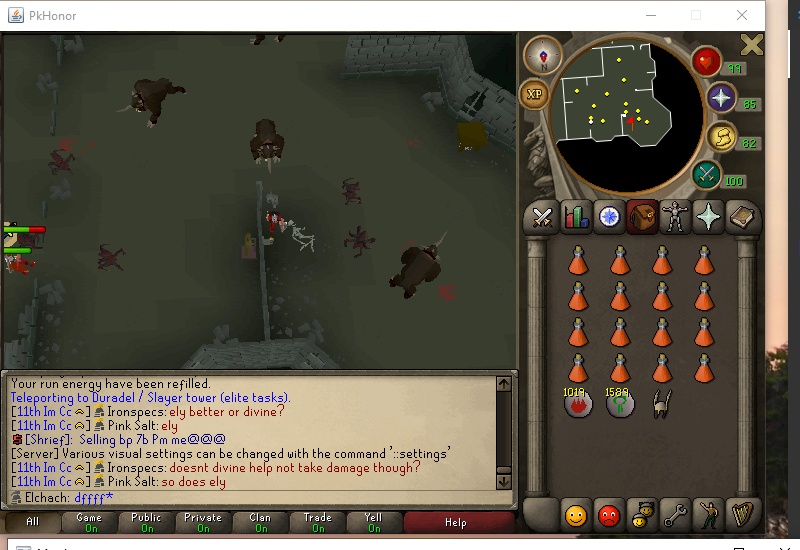 PkHonor
N
XP
99
85
82
100
1019
1589
Your run energy have been refilled.
Teleporting to Duradel / Slayer tower (elite tasks).
[11th Im Cc] Ironspecs: ely better or divine?
[11th Im Cc] Pink Salt: ely
[Shrief]: Selling bp 7b Pm me@@@
[Server] Various visual settings can be changed with the command '::settings'
[11th Im Cc] Ironspecs: doesnt divine help not take damage though?
[11th Im Cc] Pink Salt: so does ely
Elchach: dffff*
All Game On Public On Private On Clan On Trade On Yell On Help